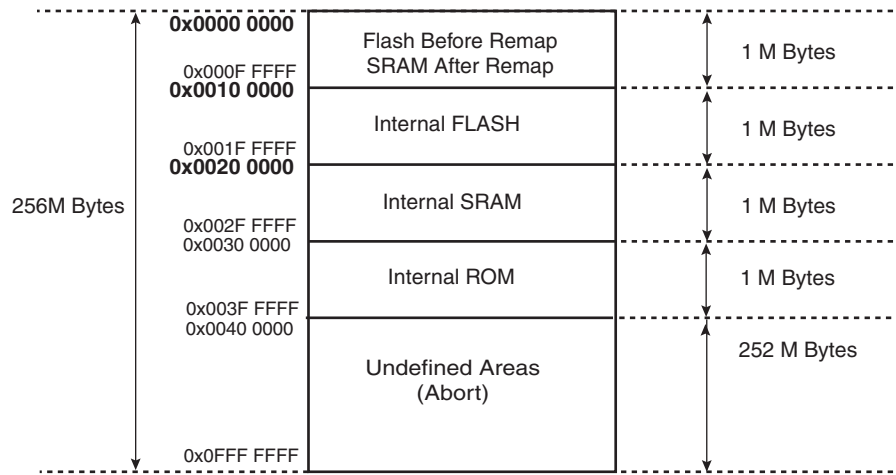 0x0000 0000
Flash Before Remap
SRAM After Remap
1 M Bytes
0x000F FFFF
0x0010 0000
Internal FLASH
1 M Bytes
0x001F FFFF
0x0020 0000
256M Bytes
Internal SRAM
1 M Bytes
0x002F FFFF
0x0030 0000
Internal ROM
1 M Bytes
0x003F FFFF
0x0040 0000
252 M Bytes
Undefined Areas
(Abort)
0x0FFF FFFF